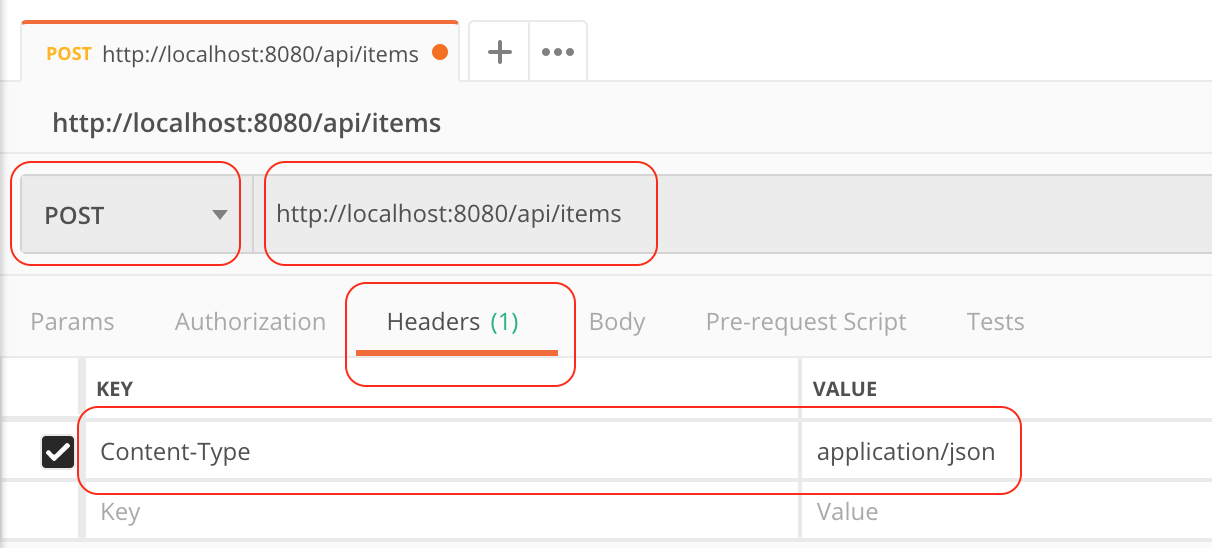 POST http://localhost:8080/api/items
http://localhost:8080/api/items
POST http://localhost:8080/api/items
Params Authorization Headers (1) Body Pre-request Script Tests
KEY VALUE
Content-Type application/json
Key Value